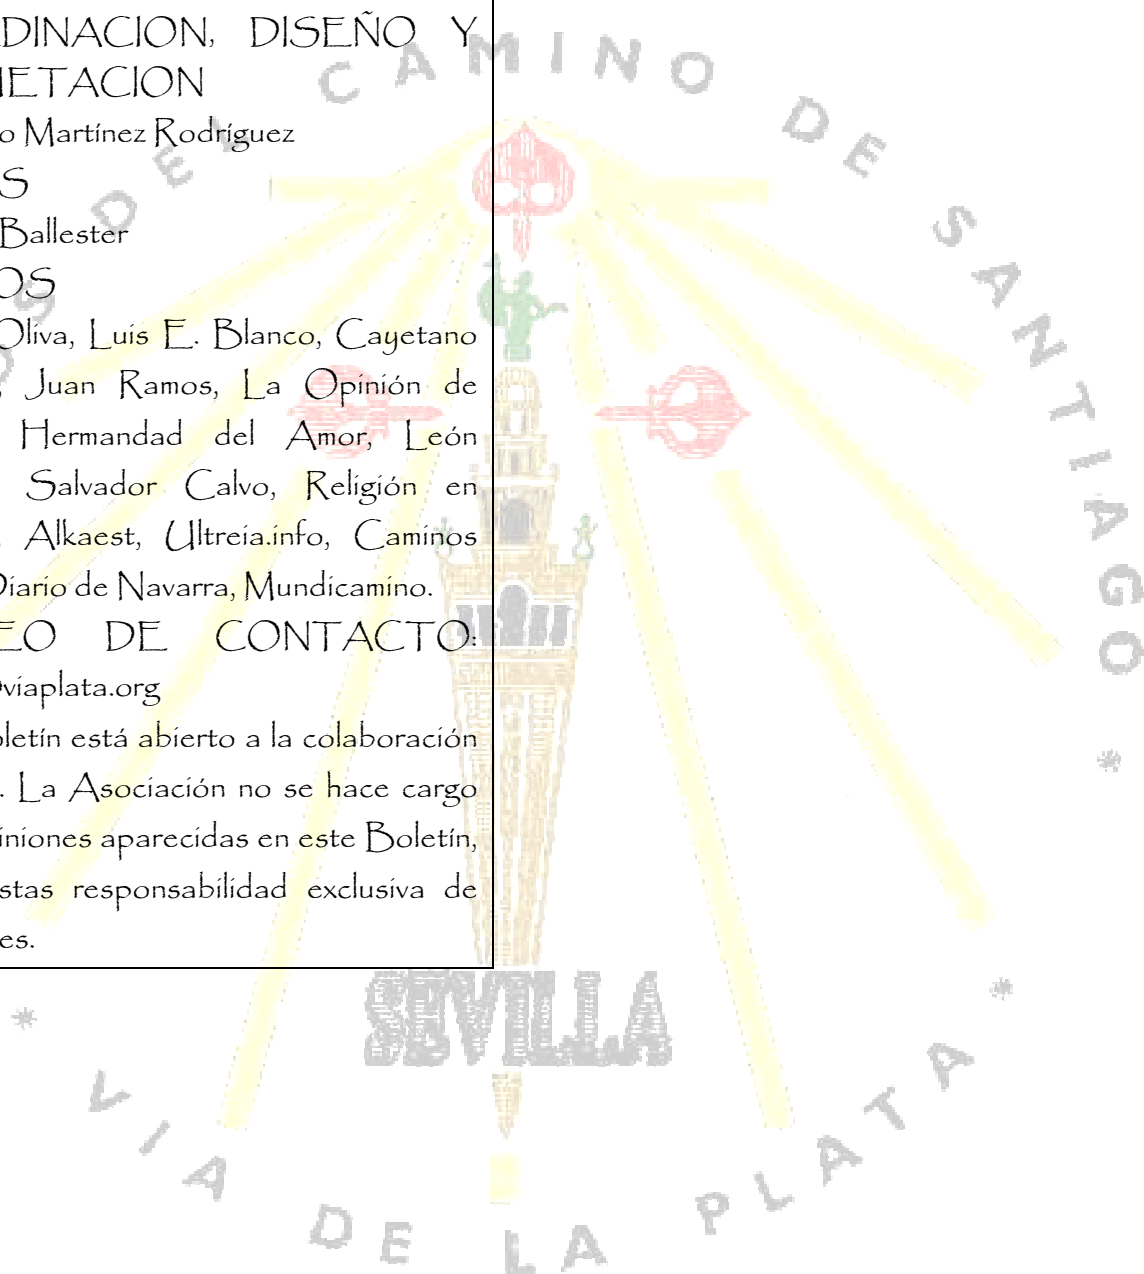 DINACION, DISEÑO Y
ETACION
o Martínez Rodríguez
S
Ballester
OS
Oliva, Luis E. Blanco, Cayetano
, Juan Ramos, La Opinión de
Hermandad del Amor, León
Salvador Calvo, Religión en
, Alkaest, Ultreia.info, Caminos
Diario de Navarra, Mundicamino.
EO DE CONTACTO:
@viaplata.org
oletín está abierto a la colaboración
. La Asociación no se hace cargo
iniones aparecidas en este Boletín,
stas responsabilidad exclusiva de
es.
OS DEL CAMINO DE SANTIAGO
SEVILLA
* VIA DE LA PLATA *